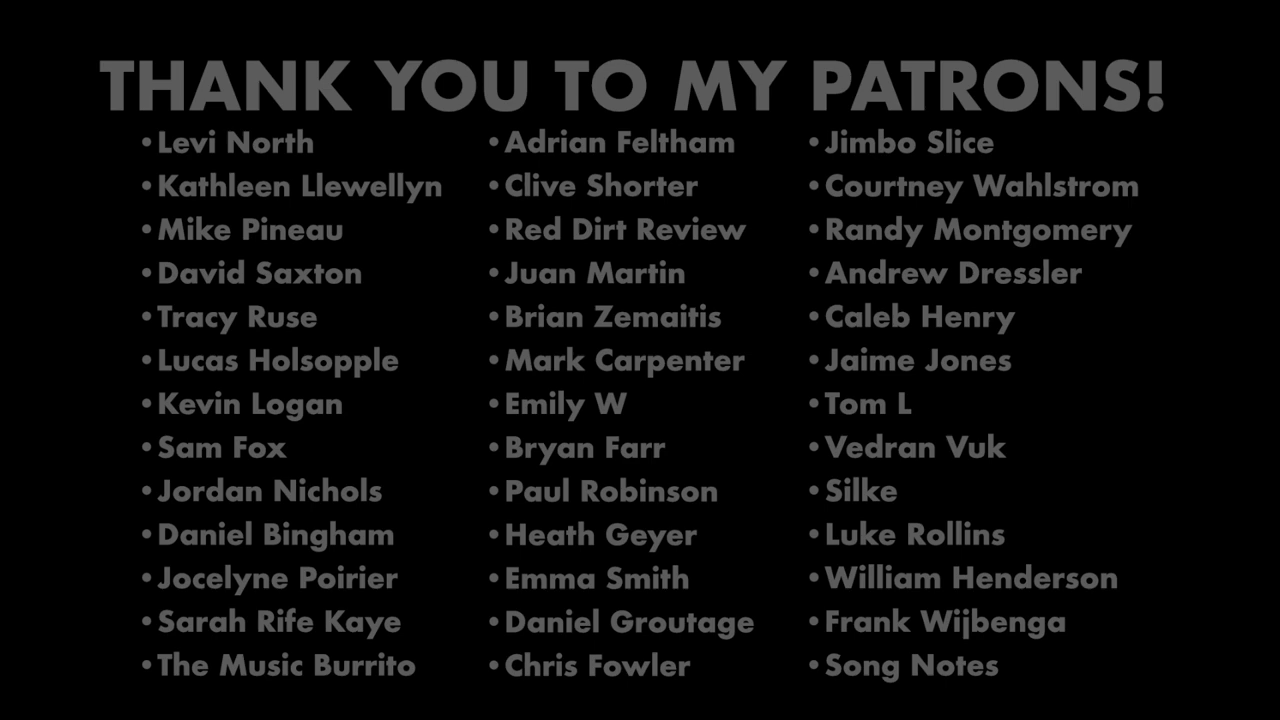 THANK YOU TO MY PATRONS!
• Levi North
• Kathleen Llewellyn
• Mike Pineau
• David Saxton
• Tracy Ruse
• Lucas Holsopple
• Kevin Logan
• Sam Fox
• Jordan Nichols
• Daniel Bingham
• Jocelyne Poirier
• Sarah Rife Kaye
• The Music Burrito
• Adrian Feltham
• Clive Shorter
• Red Dirt Review
• Juan Martin
• Brian Zemaitis
• Mark Carpenter
• Emily W
• Bryan Farr
• Paul Robinson
• Heath Geyer
• Emma Smith
• Daniel Groutage
• Chris Fowler
• Jimbo Slice
• Courtney Wahlstrom
• Randy Montgomery
• Andrew Dressler
• Caleb Henry
• Jaime Jones
• Tom L
• Vedran Vuk
• Silke
• Luke Rollins
• William Henderson
• Frank Wijbenga
• Song Notes